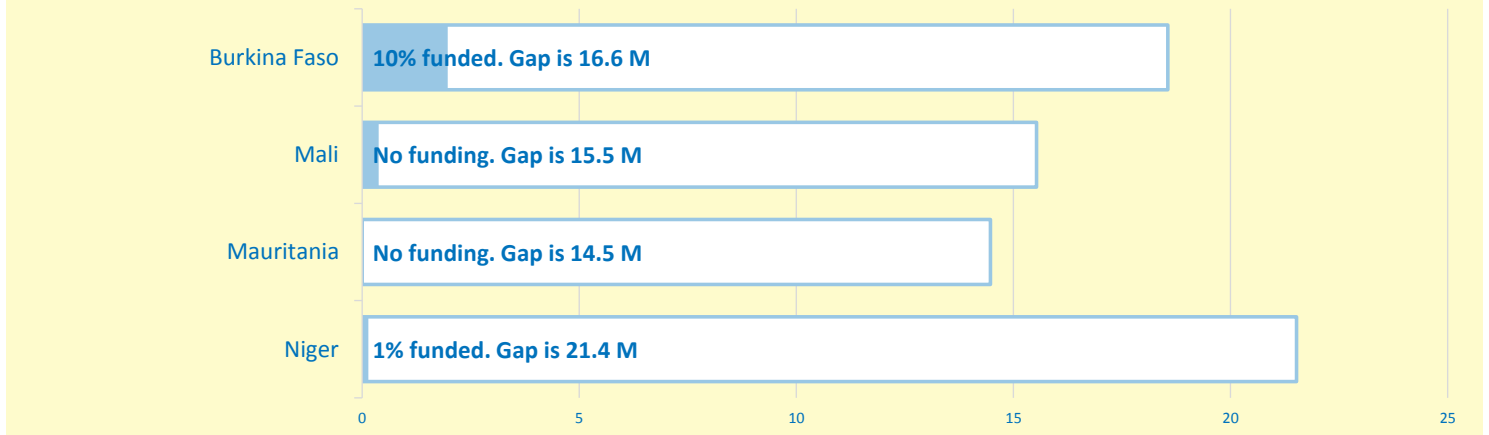 Burkina Faso 10% funded. Gap is 16.6 M
Mali No funding. Gap is 15.5 M
Mauritania No funding. Gap is 14.5 M
Niger 1% funded. Gap is 21.4 M
0 5 10 15 20 25